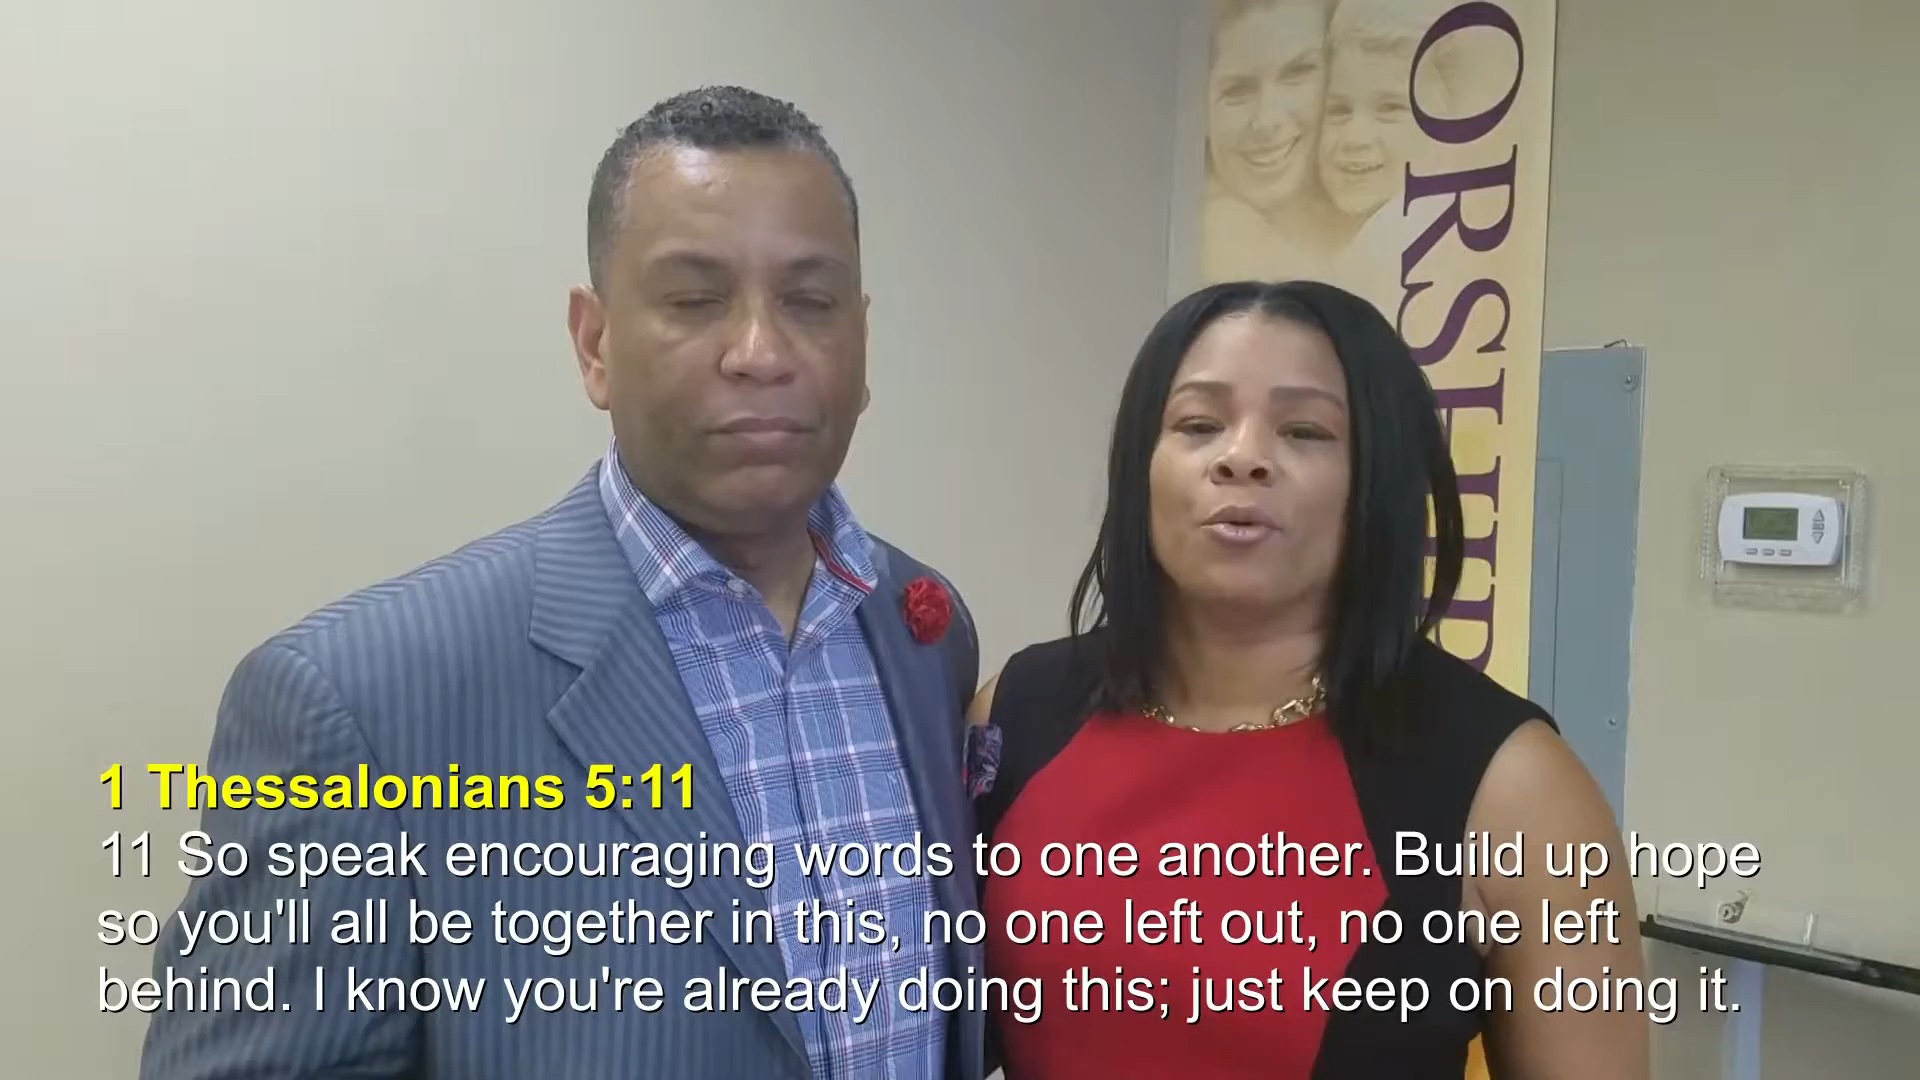 ORSHIP
1 Thessalonians 5:11
11 So speak encouraging words to one another. Build up hope
so you'll all be together in this, no one left out, no one left
behind. I know you're already doing this; just keep on doing it.